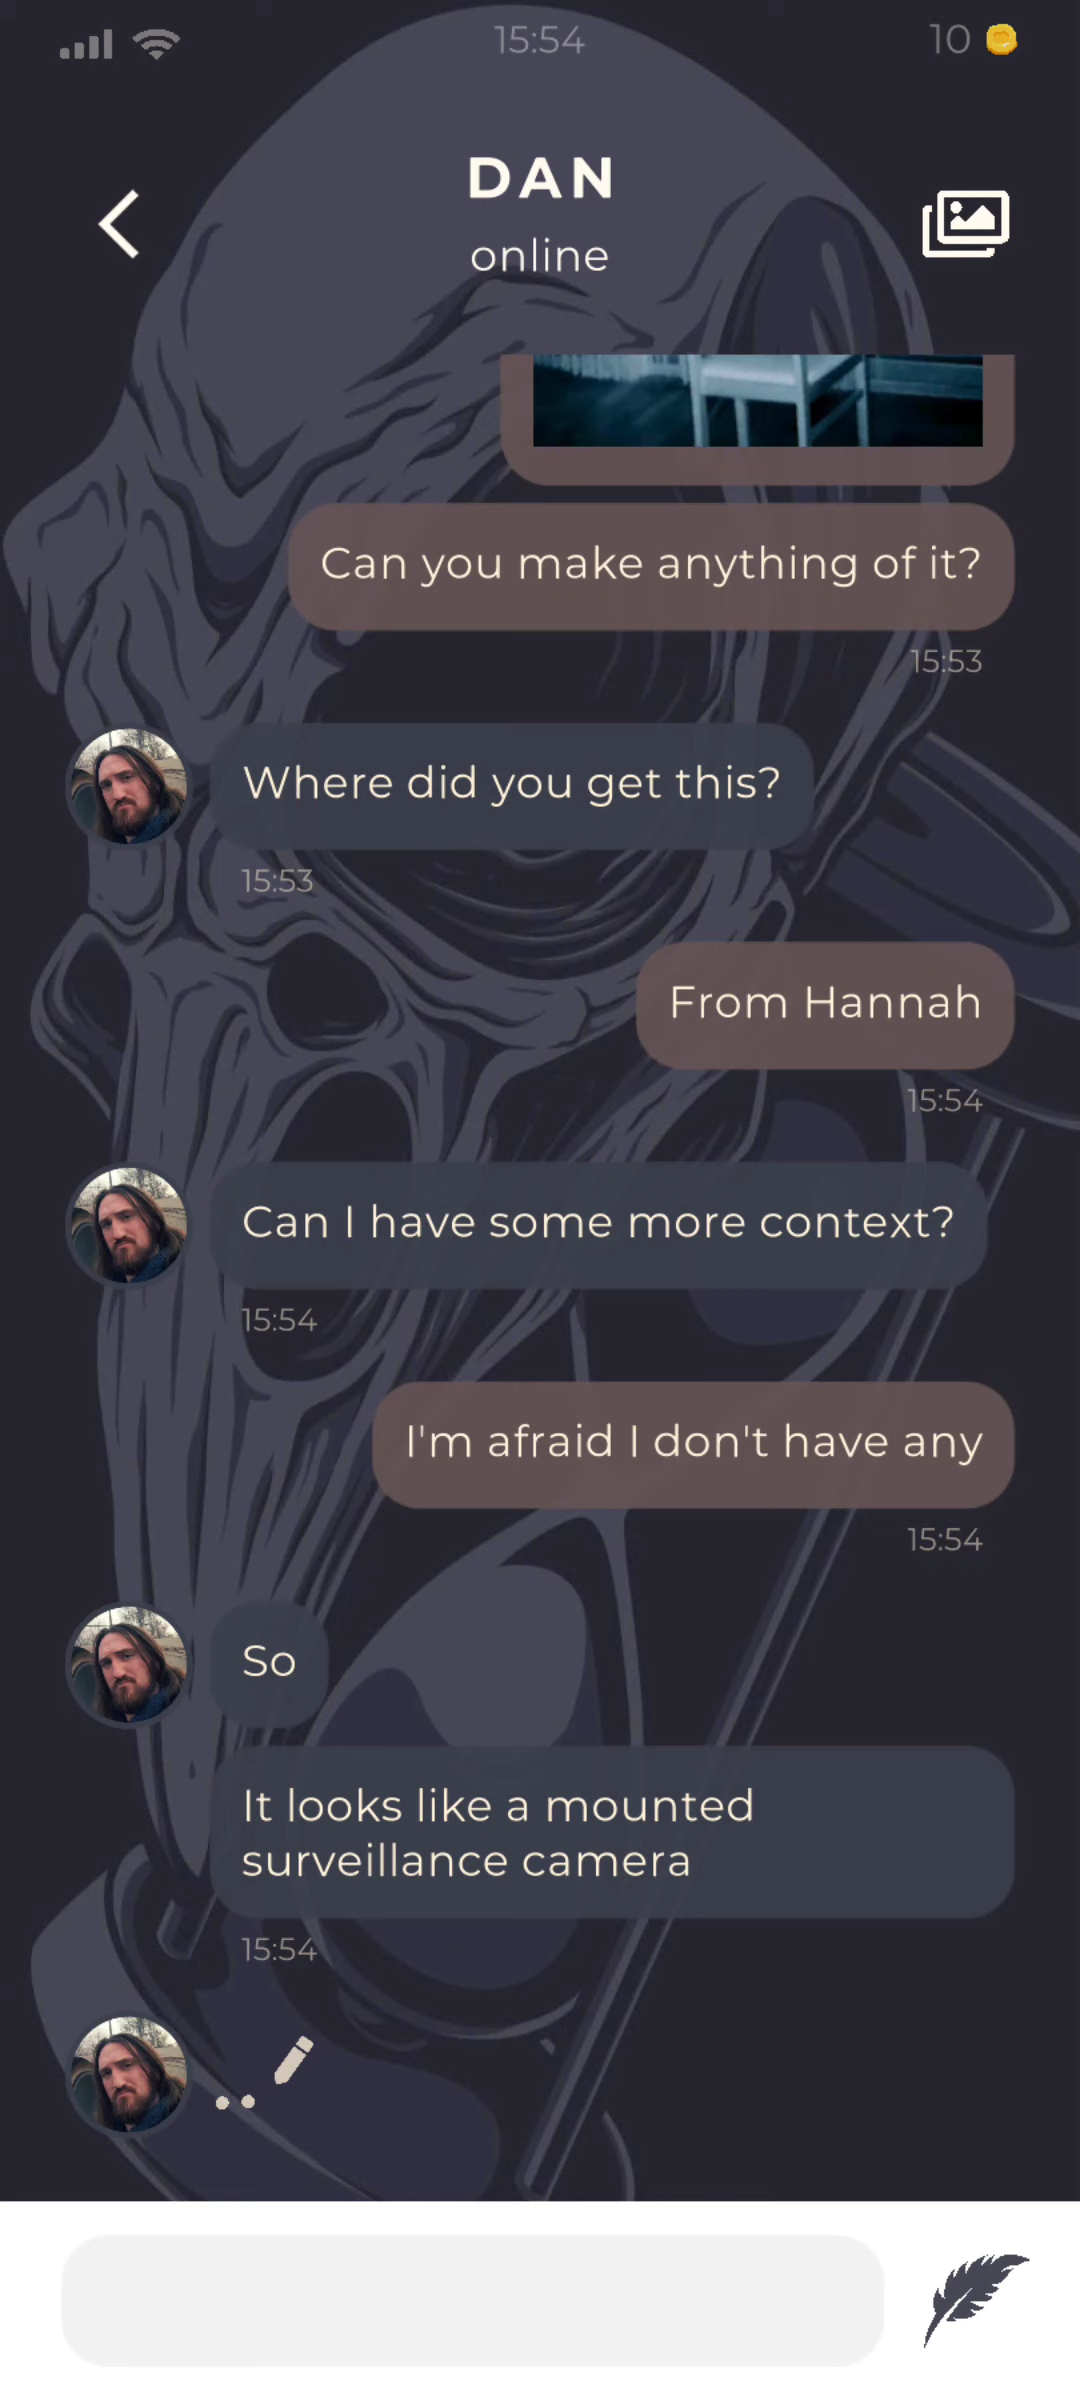 15:54
10
DAN
online
Can you make anything of it?
15:53
Where did you get this?
15:53
From Hannah
15:54
Can I have some more context?
15:54
I'm afraid I don't have any
15:54
So
It looks like a mounted
surveillance camera
15:54